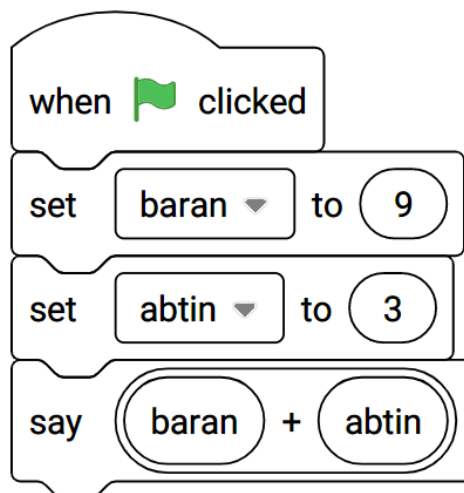 when clicked
set baran to 9
set abtin to 3
say baran + abtin